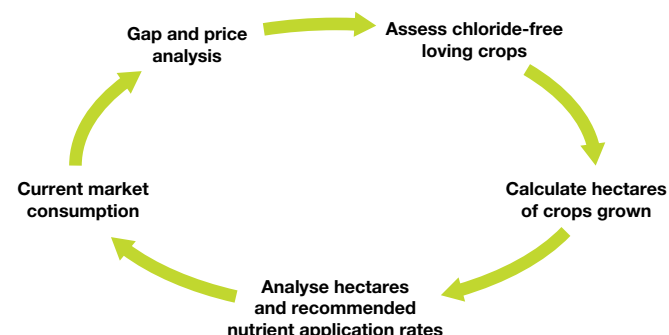 Gap and price
analysis
Assess chloride-free
loving crops
Calculate hectares
of crops grown
Analyse hectares
and recommended
nutrient application rates
Current market
consumption